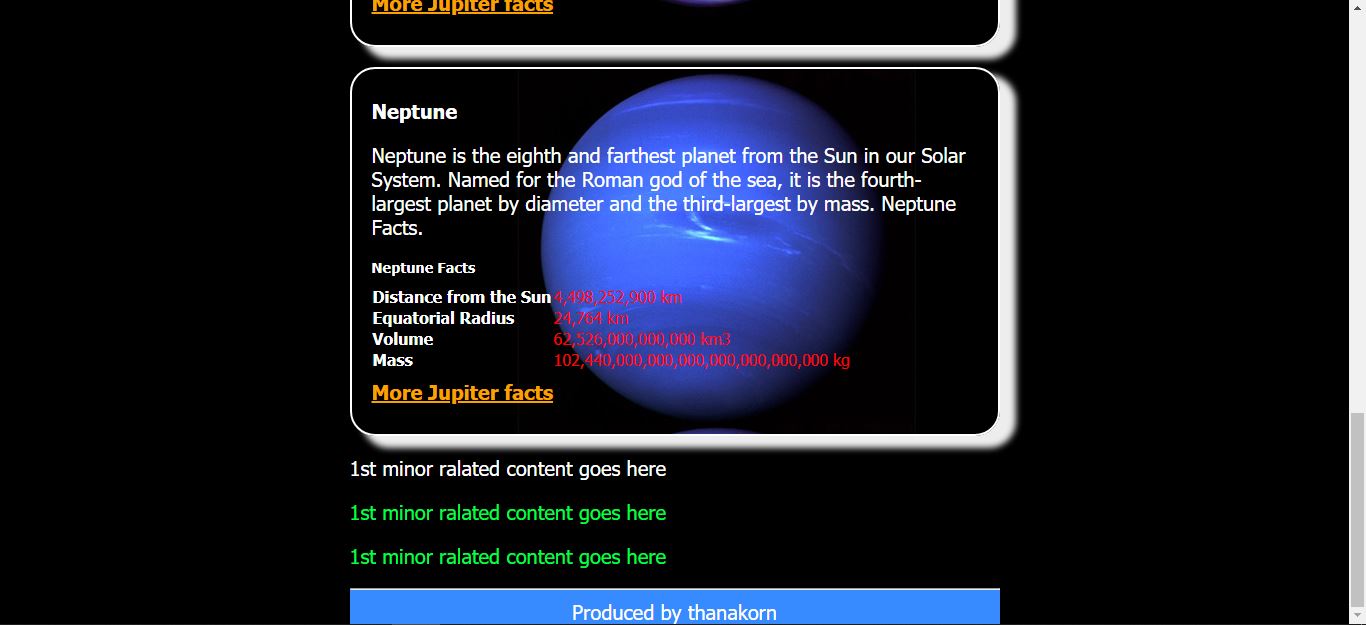 More Jupiter facts
Neptune
Neptune is the eighth and farthest planet from the Sun in our Solar
System. Named for the Roman god of the sea, it is the fourth-
largest planet by diameter and the third-largest by mass. Neptune
Facts.
Neptune Facts
Distance from the Sun 4,498,252,900 km
Equatorial Radius 24,764 km
Volume 62,526,000,000,000 km3
Mass 102,440,000,000,000,000,000,000,000 kg
More Jupiter facts
1st minor ralated content goes here
1st minor ralated content goes here
1st minor ralated content goes here
Produced by thanakorn